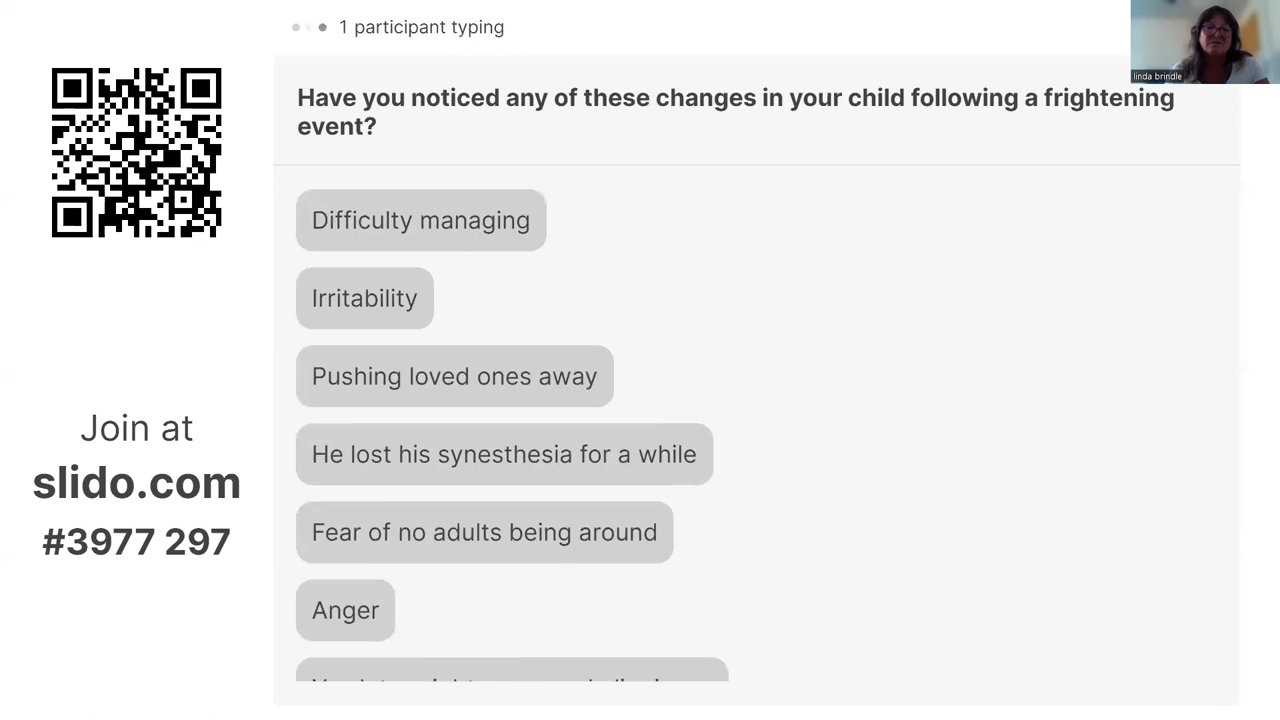 1 participant typing
linda brindle
Have you noticed any of these changes in your child following a frightening
event?
Difficulty managing
Irritability
Pushing loved ones away
He lost his synesthesia for a while
Fear of no adults being around
Anger
Join at
slido.com
#3977 297